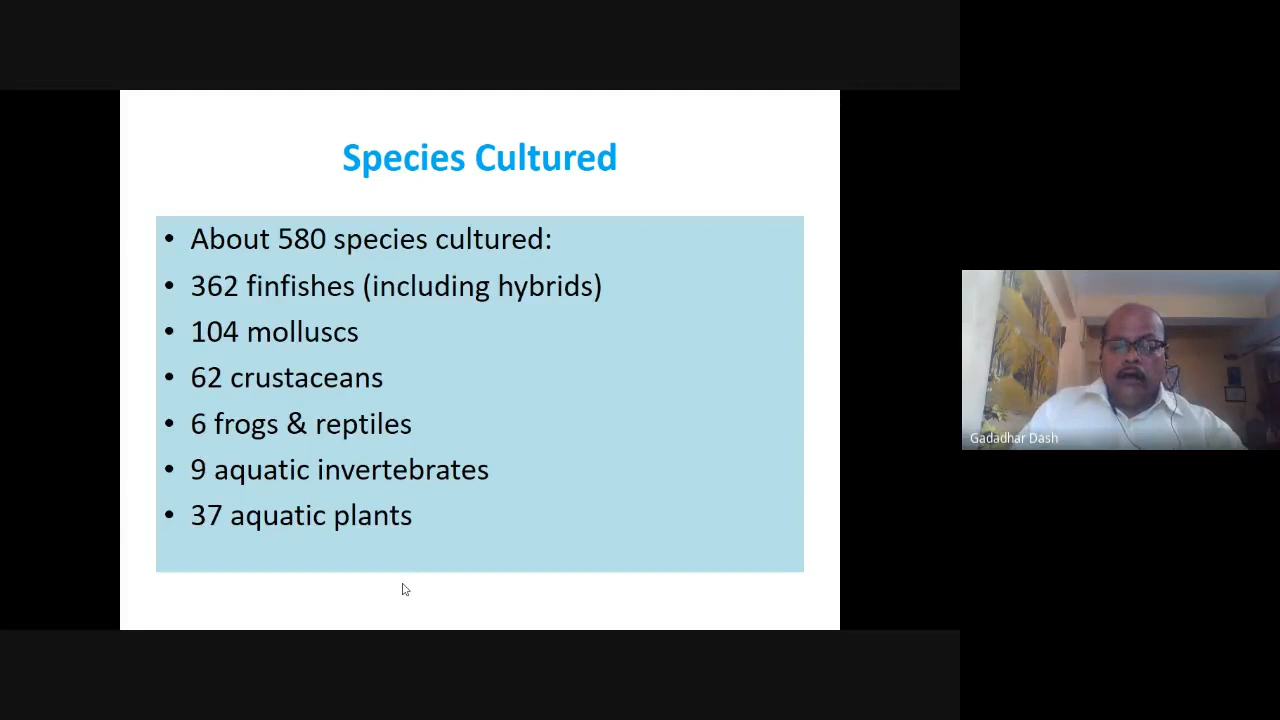 Species Cultured
• About 580 species cultured:
• 362 finfishes (including hybrids)
• 104 molluscs
• 62 crustaceans
• 6 frogs & reptiles
• 9 aquatic invertebrates
• 37 aquatic plants
Gadadhar Dash